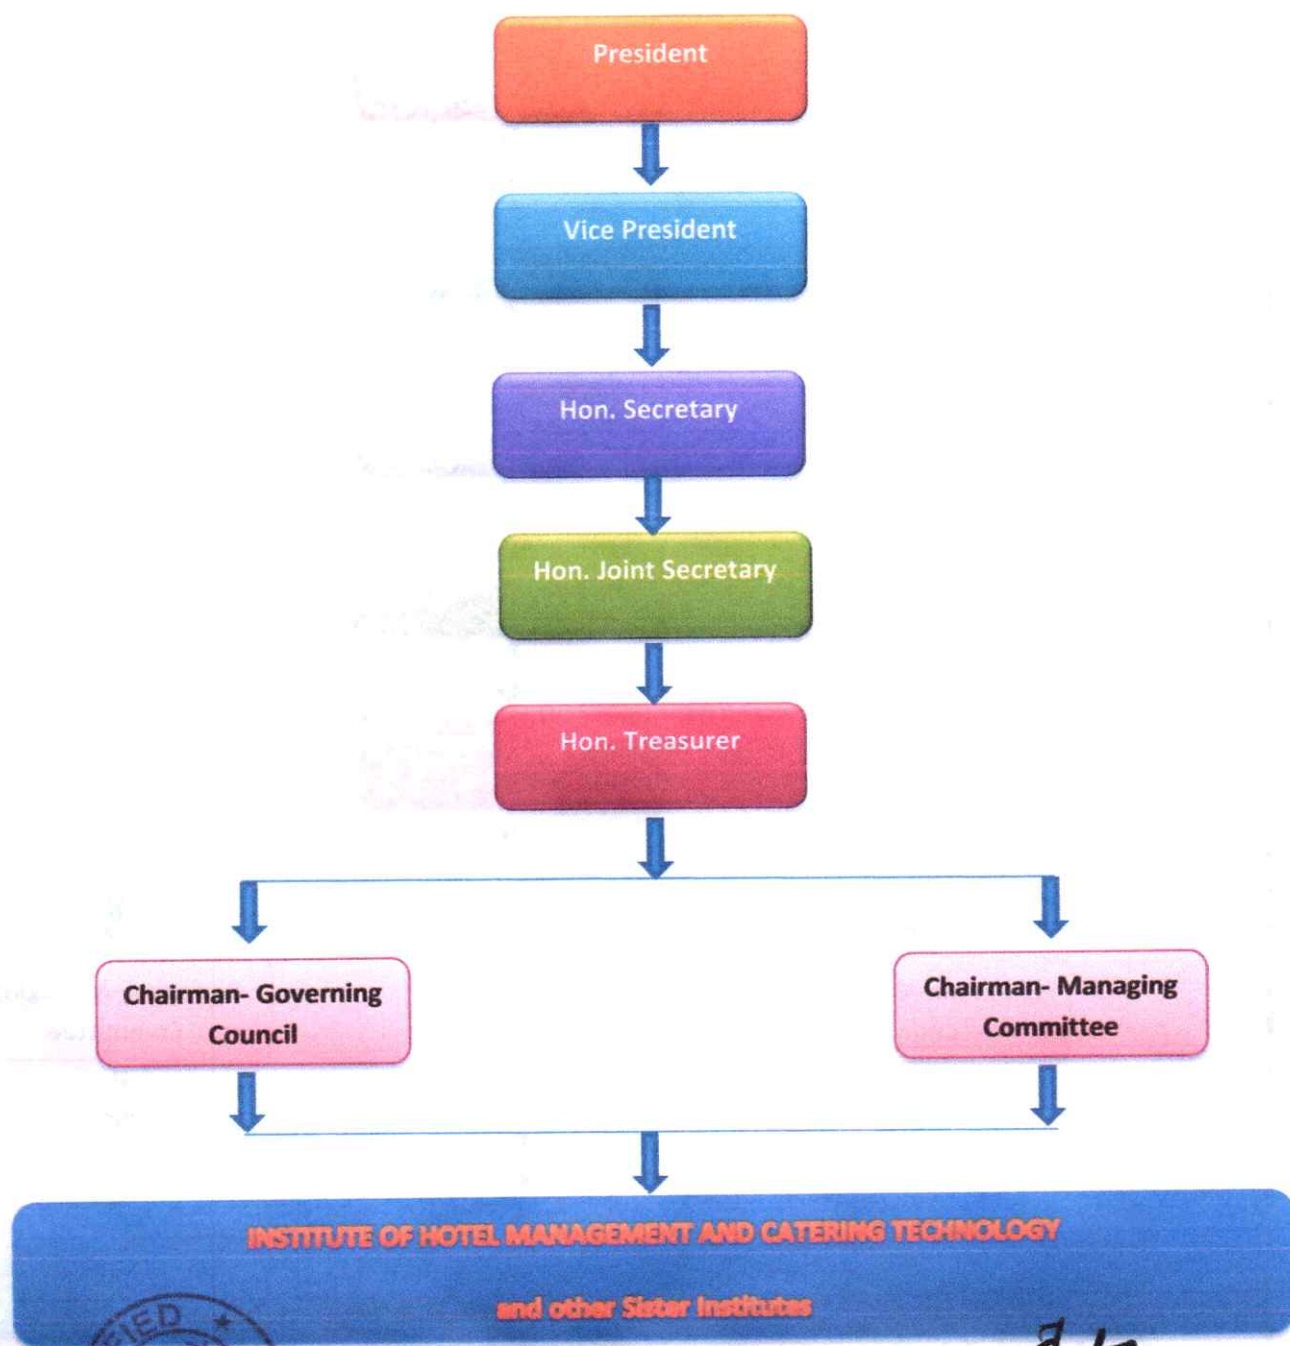 President
Vice President
Hon. Secretary
Hon. Joint Secretary
Hon. Treasurer
Chairman- Governing
Council
Chairman- Managing
Committee
INSTITUTE OF HOTEL MANAGEMENT AND CATERING TECHNOLOGY
and other Sister Institutes